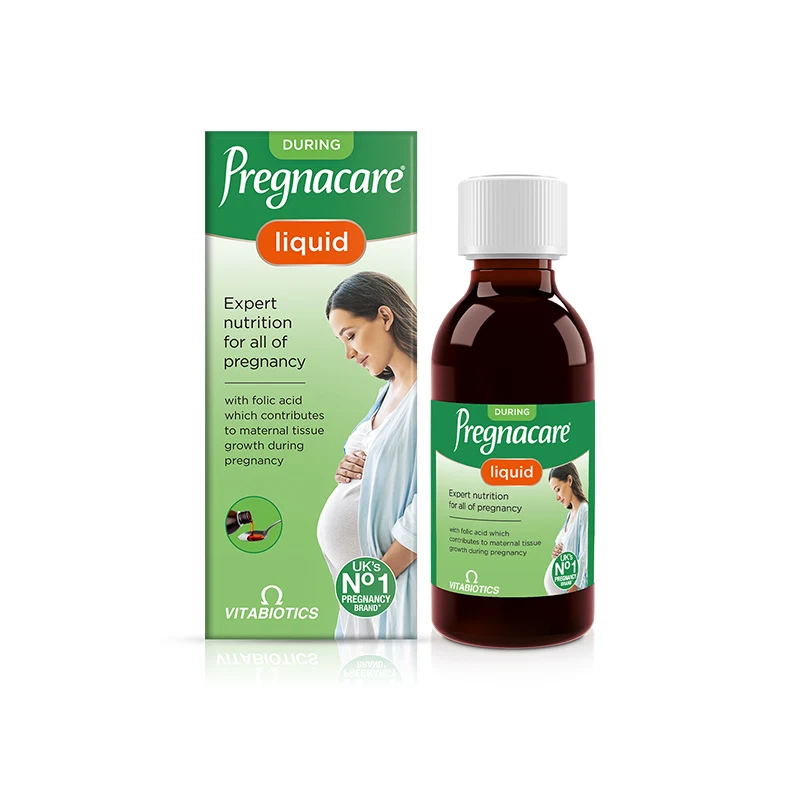 DURING
Pregnacare®
liquid
Expert
nutrition
for all of
pregnancy
with folic acid
which contributes
to maternal tissue
growth during
pregnancy
UK's
Nº1
PREGNANCY
BRAND*
VITABIOTICS
DURING
Pregnacare®
liquid
Expert nutrition
for all of pregnancy
with folic acid which
contributes to maternal tissue
growth during pregnancy
UK's
Nº1
PREGNANCY
BRAND*
VITABIOTICS